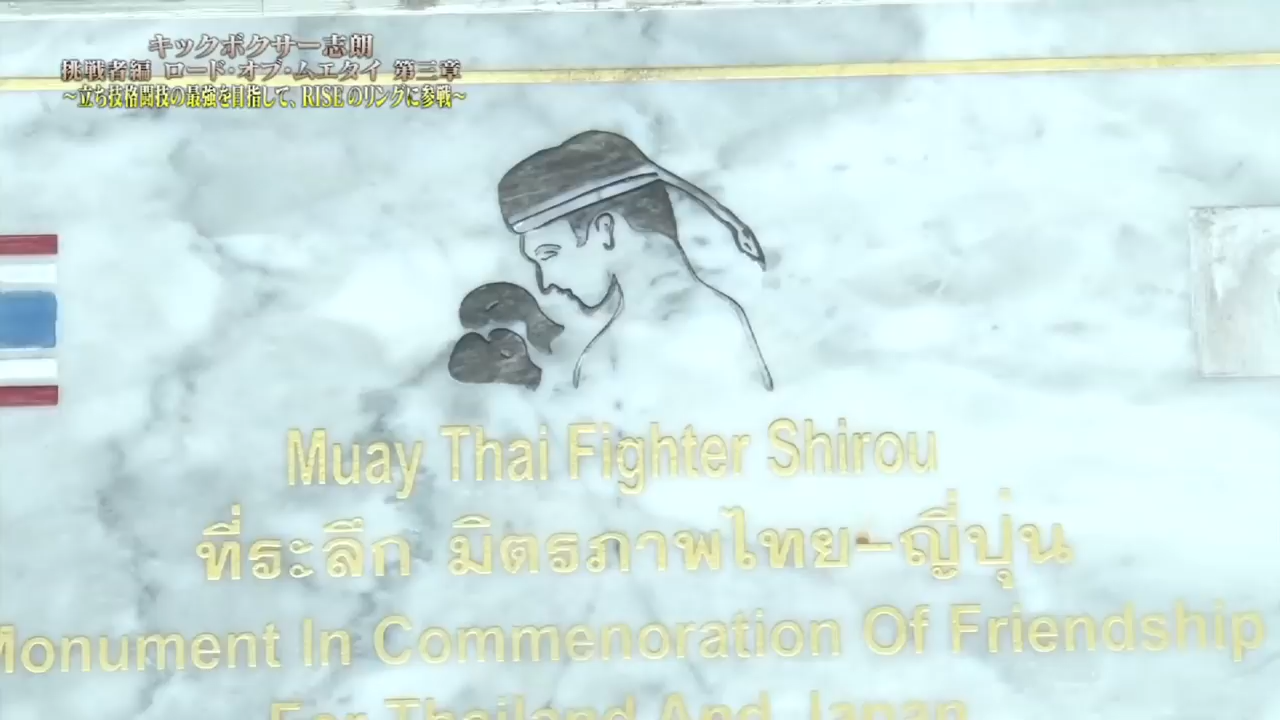 キックボクサー志朗
挑戦者編 ロード・オブ・ムエタイ 第三章
～立ち技格闘技の最強を目指して、RISEのリングに参戦～
Muay Thai Fighter Shirou
ที่ระลึก มิตรภาพไทย-ญี่ปุ่น
Monument In Commenoration Of Friendship
For Thailand And Japan